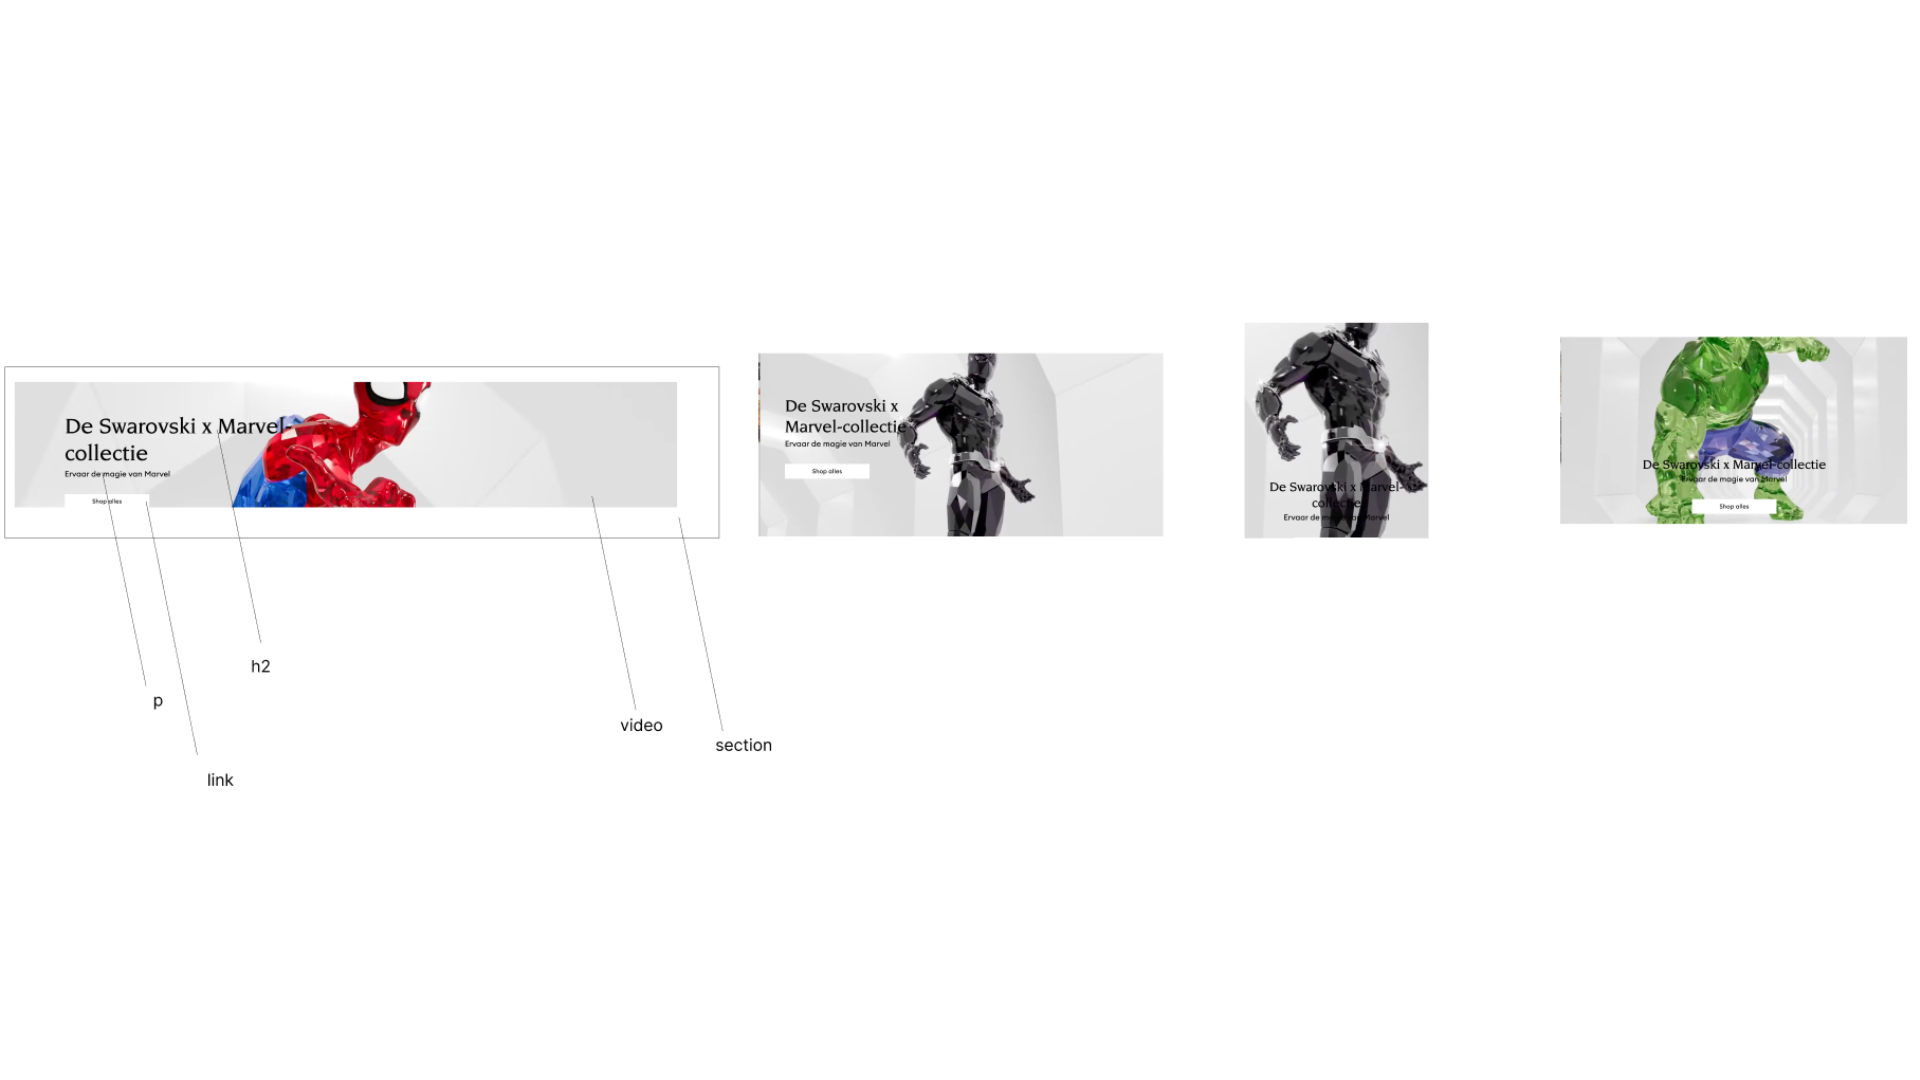 De Swarovski x Marvel-
collectie
Ervaar de magie van Marvel
Shop alles
De Swarovski x
Marvel-collectie
Ervaar de magie van Marvel
Shop alles
De Swarovski x Marvel-
collectie
Ervaar de magie van Marvel
De Swarovski x Marvel-collectie
Ervaar de magie van Marvel
Shop alles
h2
p
video
section
link